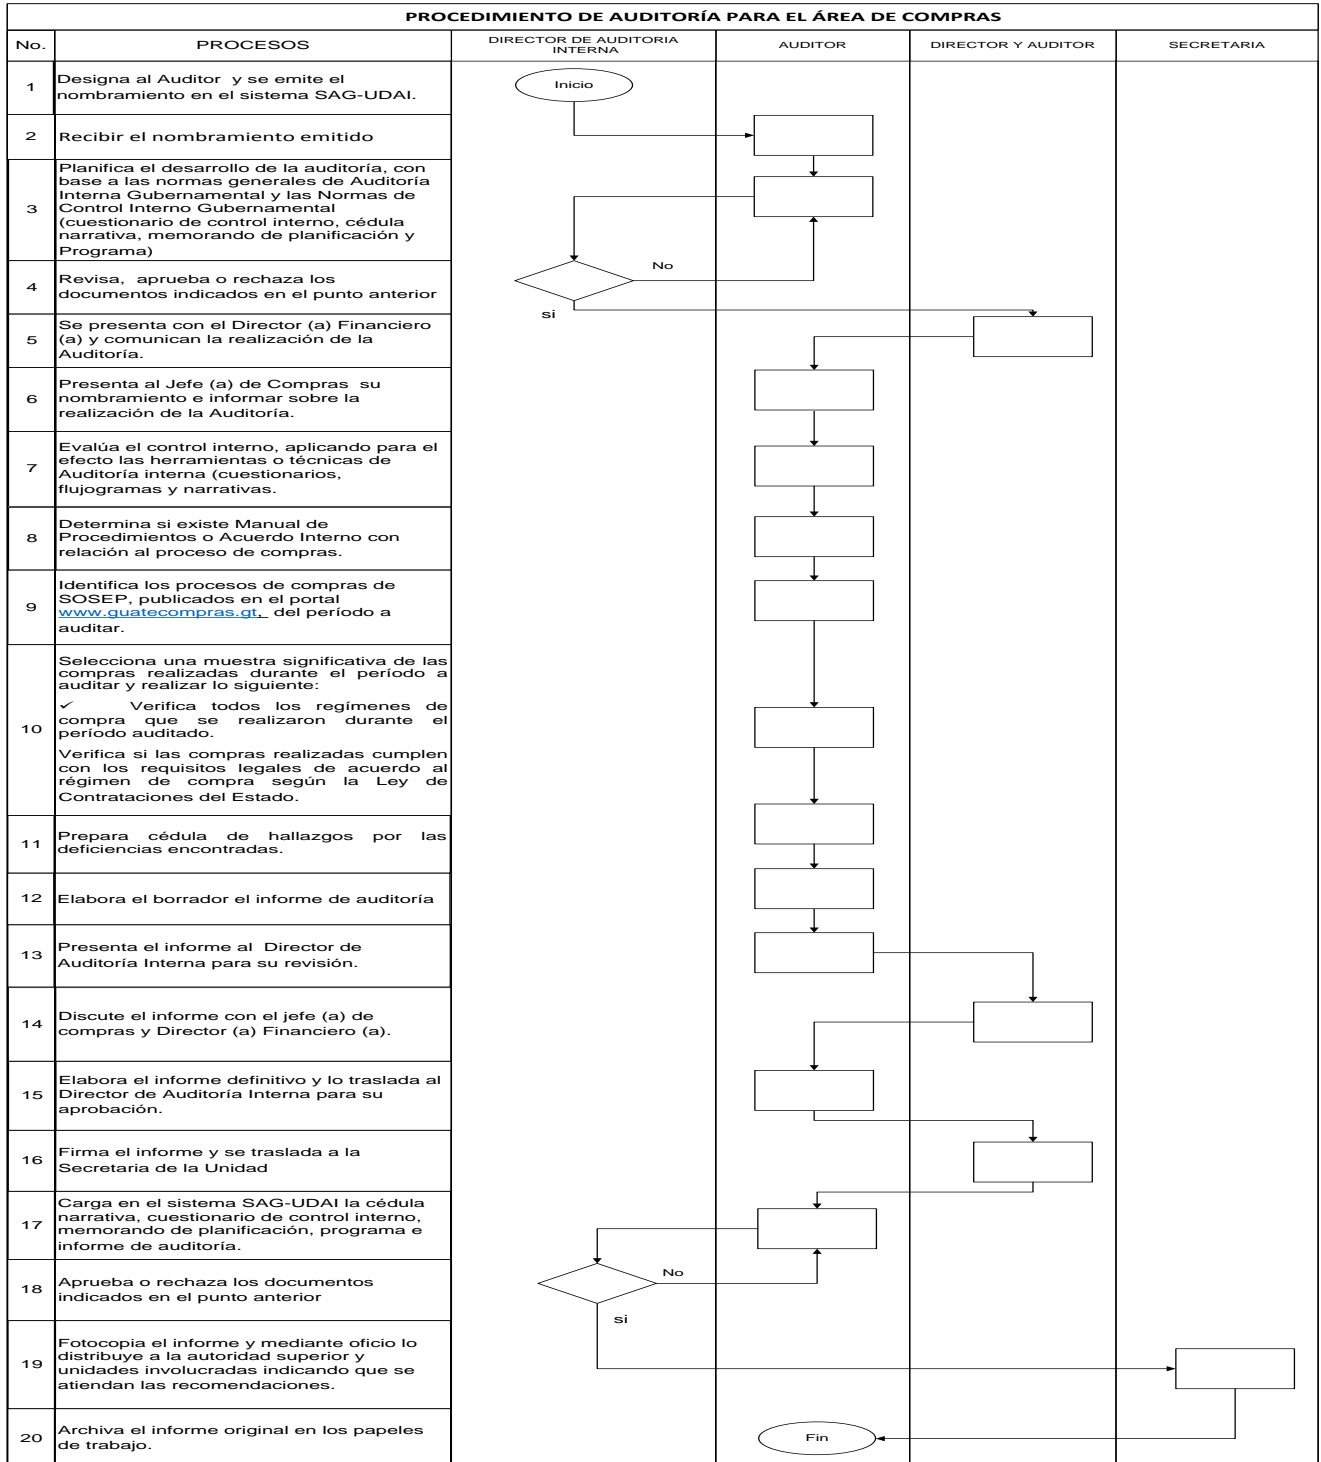 PROCEDIMIENTO DE AUDITORÍA PARA EL ÁREA DE COMPRAS
No.
PROCESOS
DIRECTOR DE AUDITORIA
INTERNA
AUDITOR
DIRECTOR Y AUDITOR
SECRETARIA
1
Designa al Auditor y se emite el
nombramiento en el sistema SAG-UDAI.
Inicio
2
Recibir el nombramiento emitido
3
Planifica el desarrollo de la auditoría, con
base a las normas generales de Auditoría
Interna Gubernamental y las Normas de
Control Interno Gubernamental
(cuestionario de control interno, cédula
narrativa, memorando de planificación y
Programa)
4
Revisa, aprueba o rechaza los
documentos indicados en el punto anterior
No
si
5
Se presenta con el Director (a) Financiero
(a) y comunican la realización de la
Auditoría.
6
Presenta al Jefe (a) de Compras su
nombramiento e informar sobre la
realización de la Auditoría.
7
Evalúa el control interno, aplicando para el
efecto las herramientas o técnicas de
Auditoría interna (cuestionarios,
flujogramas y narrativas.
8
Determina si existe Manual de
Procedimientos o Acuerdo Interno con
relación al proceso de compras.
9
Identifica los procesos de compras de
SOSEP, publicados en el portal
www.guatecompras.gt, del período a
auditar.
10
Selecciona una muestra significativa de las
compras realizadas durante el período a
auditar y realizar lo siguiente:
✓ Verifica todos los regímenes de
compra que se realizaron durante el
período auditado.
Verifica si las compras realizadas cumplen
con los requisitos legales de acuerdo al
régimen de compra según la Ley de
Contrataciones del Estado.
11
Prepara cédula de hallazgos por las
deficiencias encontradas.
12
Elabora el borrador el informe de auditoría
13
Presenta el informe al Director de
Auditoría Interna para su revisión.
14
Discute el informe con el jefe (a) de
compras y Director (a) Financiero (a).
15
Elabora el informe definitivo y lo traslada al
Director de Auditoría Interna para su
aprobación.
16
Firma el informe y se traslada a la
Secretaria de la Unidad
17
Carga en el sistema SAG-UDAI la cédula
narrativa, cuestionario de control interno,
memorando de planificación, programa e
informe de auditoría.
18
Aprueba o rechaza los documentos
indicados en el punto anterior
No
si
19
Fotocopia el informe y mediante oficio lo
distribuye a la autoridad superior y
unidades involucradas indicando que se
atiendan las recomendaciones.
20
Archiva el informe original en los papeles
de trabajo.
Fin